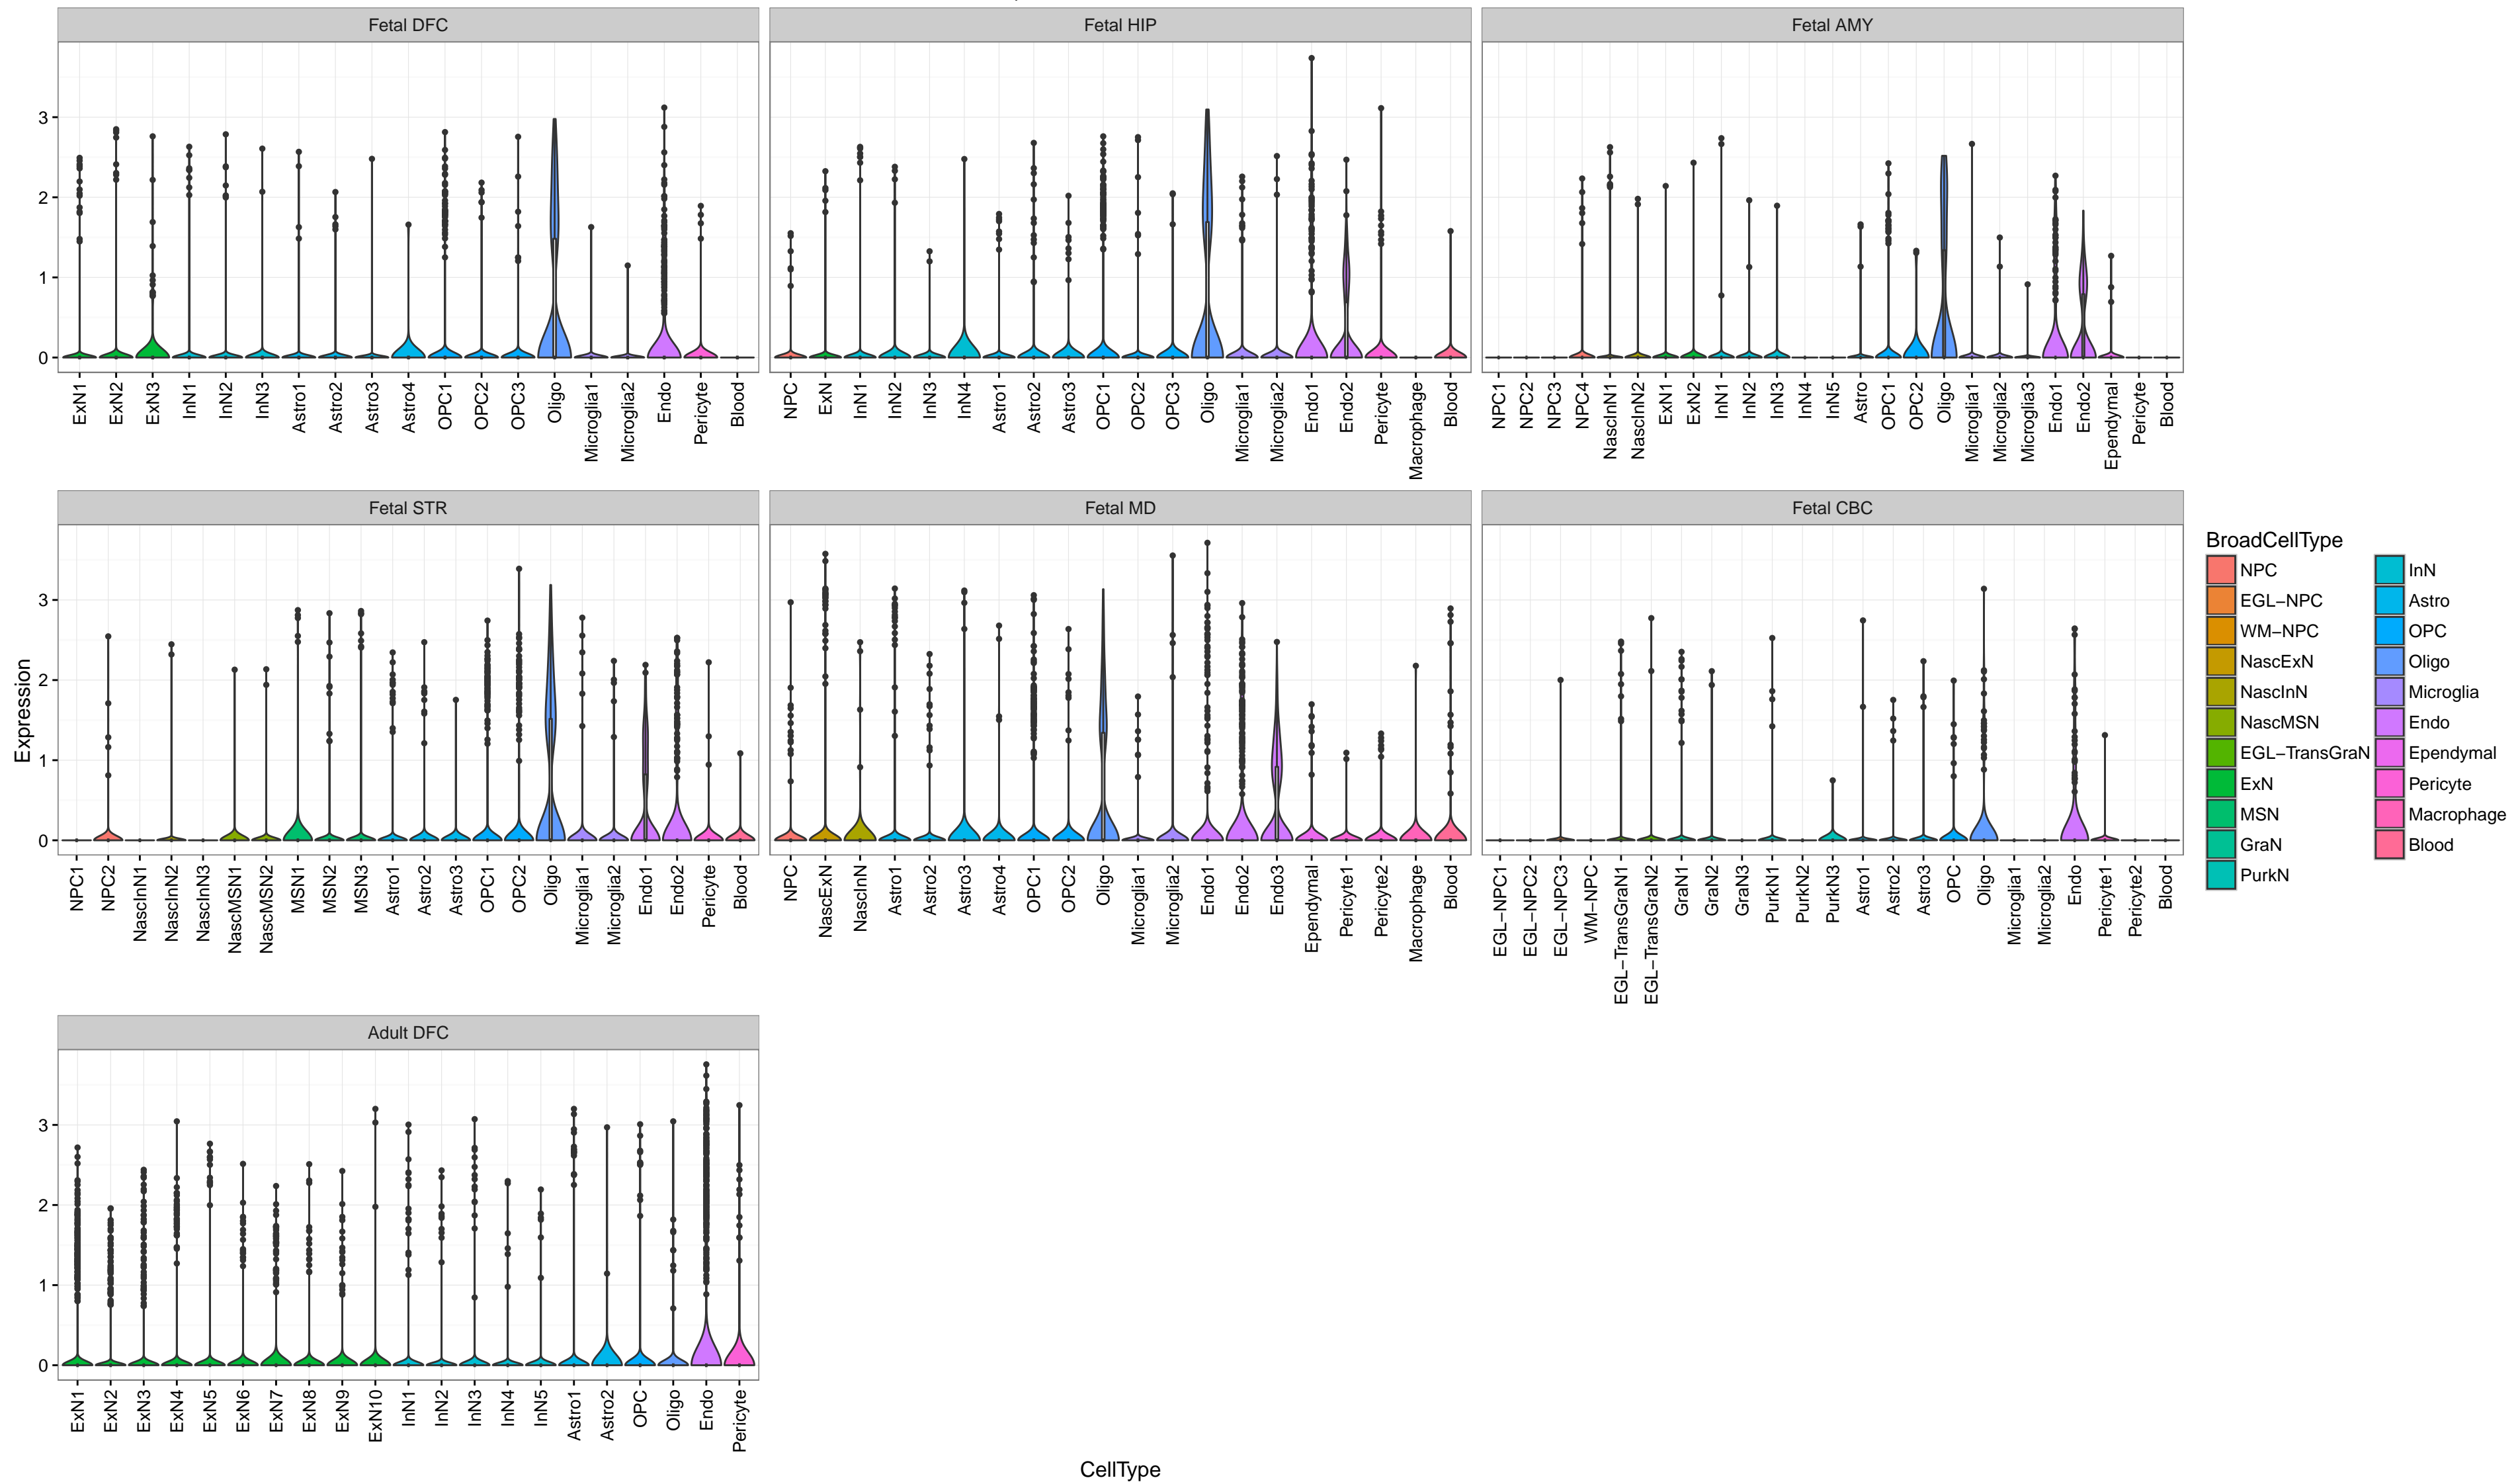 Fetal DFC
Fetal HIP
Fetal AMY
3
2
1
0
ExN1 ExN2 ExN3 InN1 InN2 InN3 Astro1 Astro2 Astro3 Astro4 OPC1 OPC2 OPC3 Oligo Microglia1 Microglia2 Endo Pericyte Blood
NPC ExN InN1 InN2 InN3 InN4 Astro1 Astro2 Astro3 OPC1 OPC2 OPC3 Oligo Microglia1 Microglia2 Endo1 Endo2 Pericyte Macrophage Blood
NPC1 NPC2 NPC3 NPC4 NascInN1 NascInN2 ExN1 ExN2 InN1 InN2 InN3 InN4 InN5 Astro OPC1 OPC2 Oligo Microglia1 Microglia2 Microglia3 Endo1 Endo2 Ependymal Pericyte Blood
Fetal STR
Fetal MD
Fetal CBC
Expression
3
2
1
0
NPC1 NPC2 NascInN1 NascInN2 NascInN3 NascMSN1 NascMSN2 MSN1 MSN2 MSN3 Astro1 Astro2 Astro3 OPC1 OPC2 Oligo Microglia1 Microglia2 Endo1 Endo2 Pericyte Blood
NPC NascExN NascInN Astro1 Astro2 Astro3 Astro4 OPC1 OPC2 Oligo Microglia1 Microglia2 Endo1 Endo2 Endo3 Ependymal Pericyte1 Pericyte2 Macrophage Blood
EGL−NPC1 EGL−NPC2 EGL−NPC3 WM−NPC EGL−TransGraN1 EGL−TransGraN2 GraN1 GraN2 GraN3 PurkN1 PurkN2 PurkN3 Astro1 Astro2 Astro3 OPC Oligo Microglia1 Microglia2 Endo Pericyte1 Pericyte2 Blood
BroadCellType
NPC
EGL−NPC
WM−NPC
NascExN
NascInN
NascMSN
EGL−TransGraN
ExN
MSN
GraN
PurkN
InN
Astro
OPC
Oligo
Microglia
Endo
Ependymal
Pericyte
Macrophage
Blood
Adult DFC
3
2
1
0
ExN1 ExN2 ExN3 ExN4 ExN5 ExN6 ExN7 ExN8 ExN9 ExN10 InN1 InN2 InN3 InN4 InN5 Astro1 Astro2 OPC Oligo Endo Pericyte
CellType